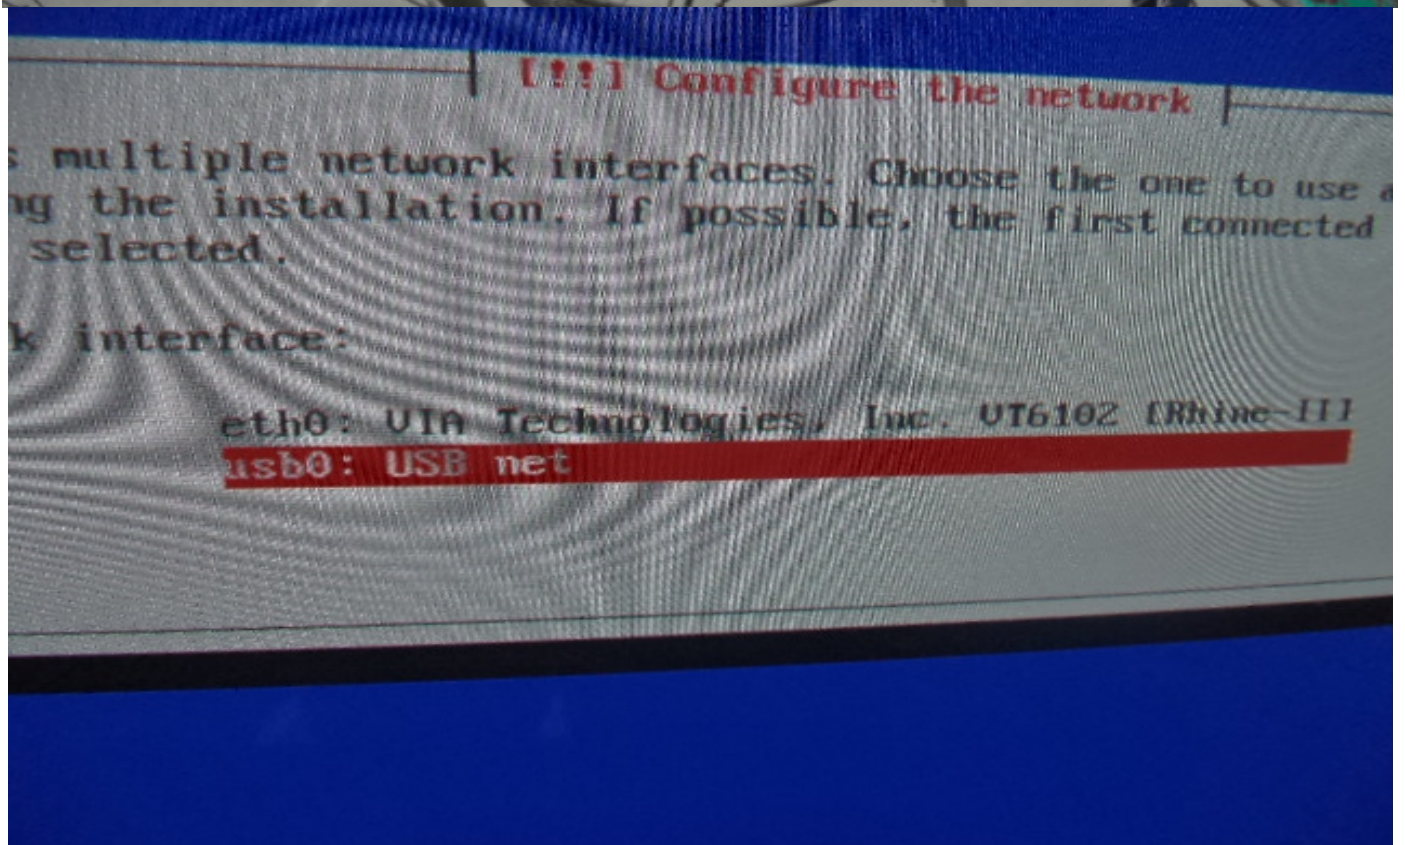 [!!] Configure the network
multiple network interfaces. Choose the one to use
the installation. If possible, the first connected
selected.
interface:
eth0: VIA Technologies, Inc. VT6102 [Rhine-II]
usb0: USB net